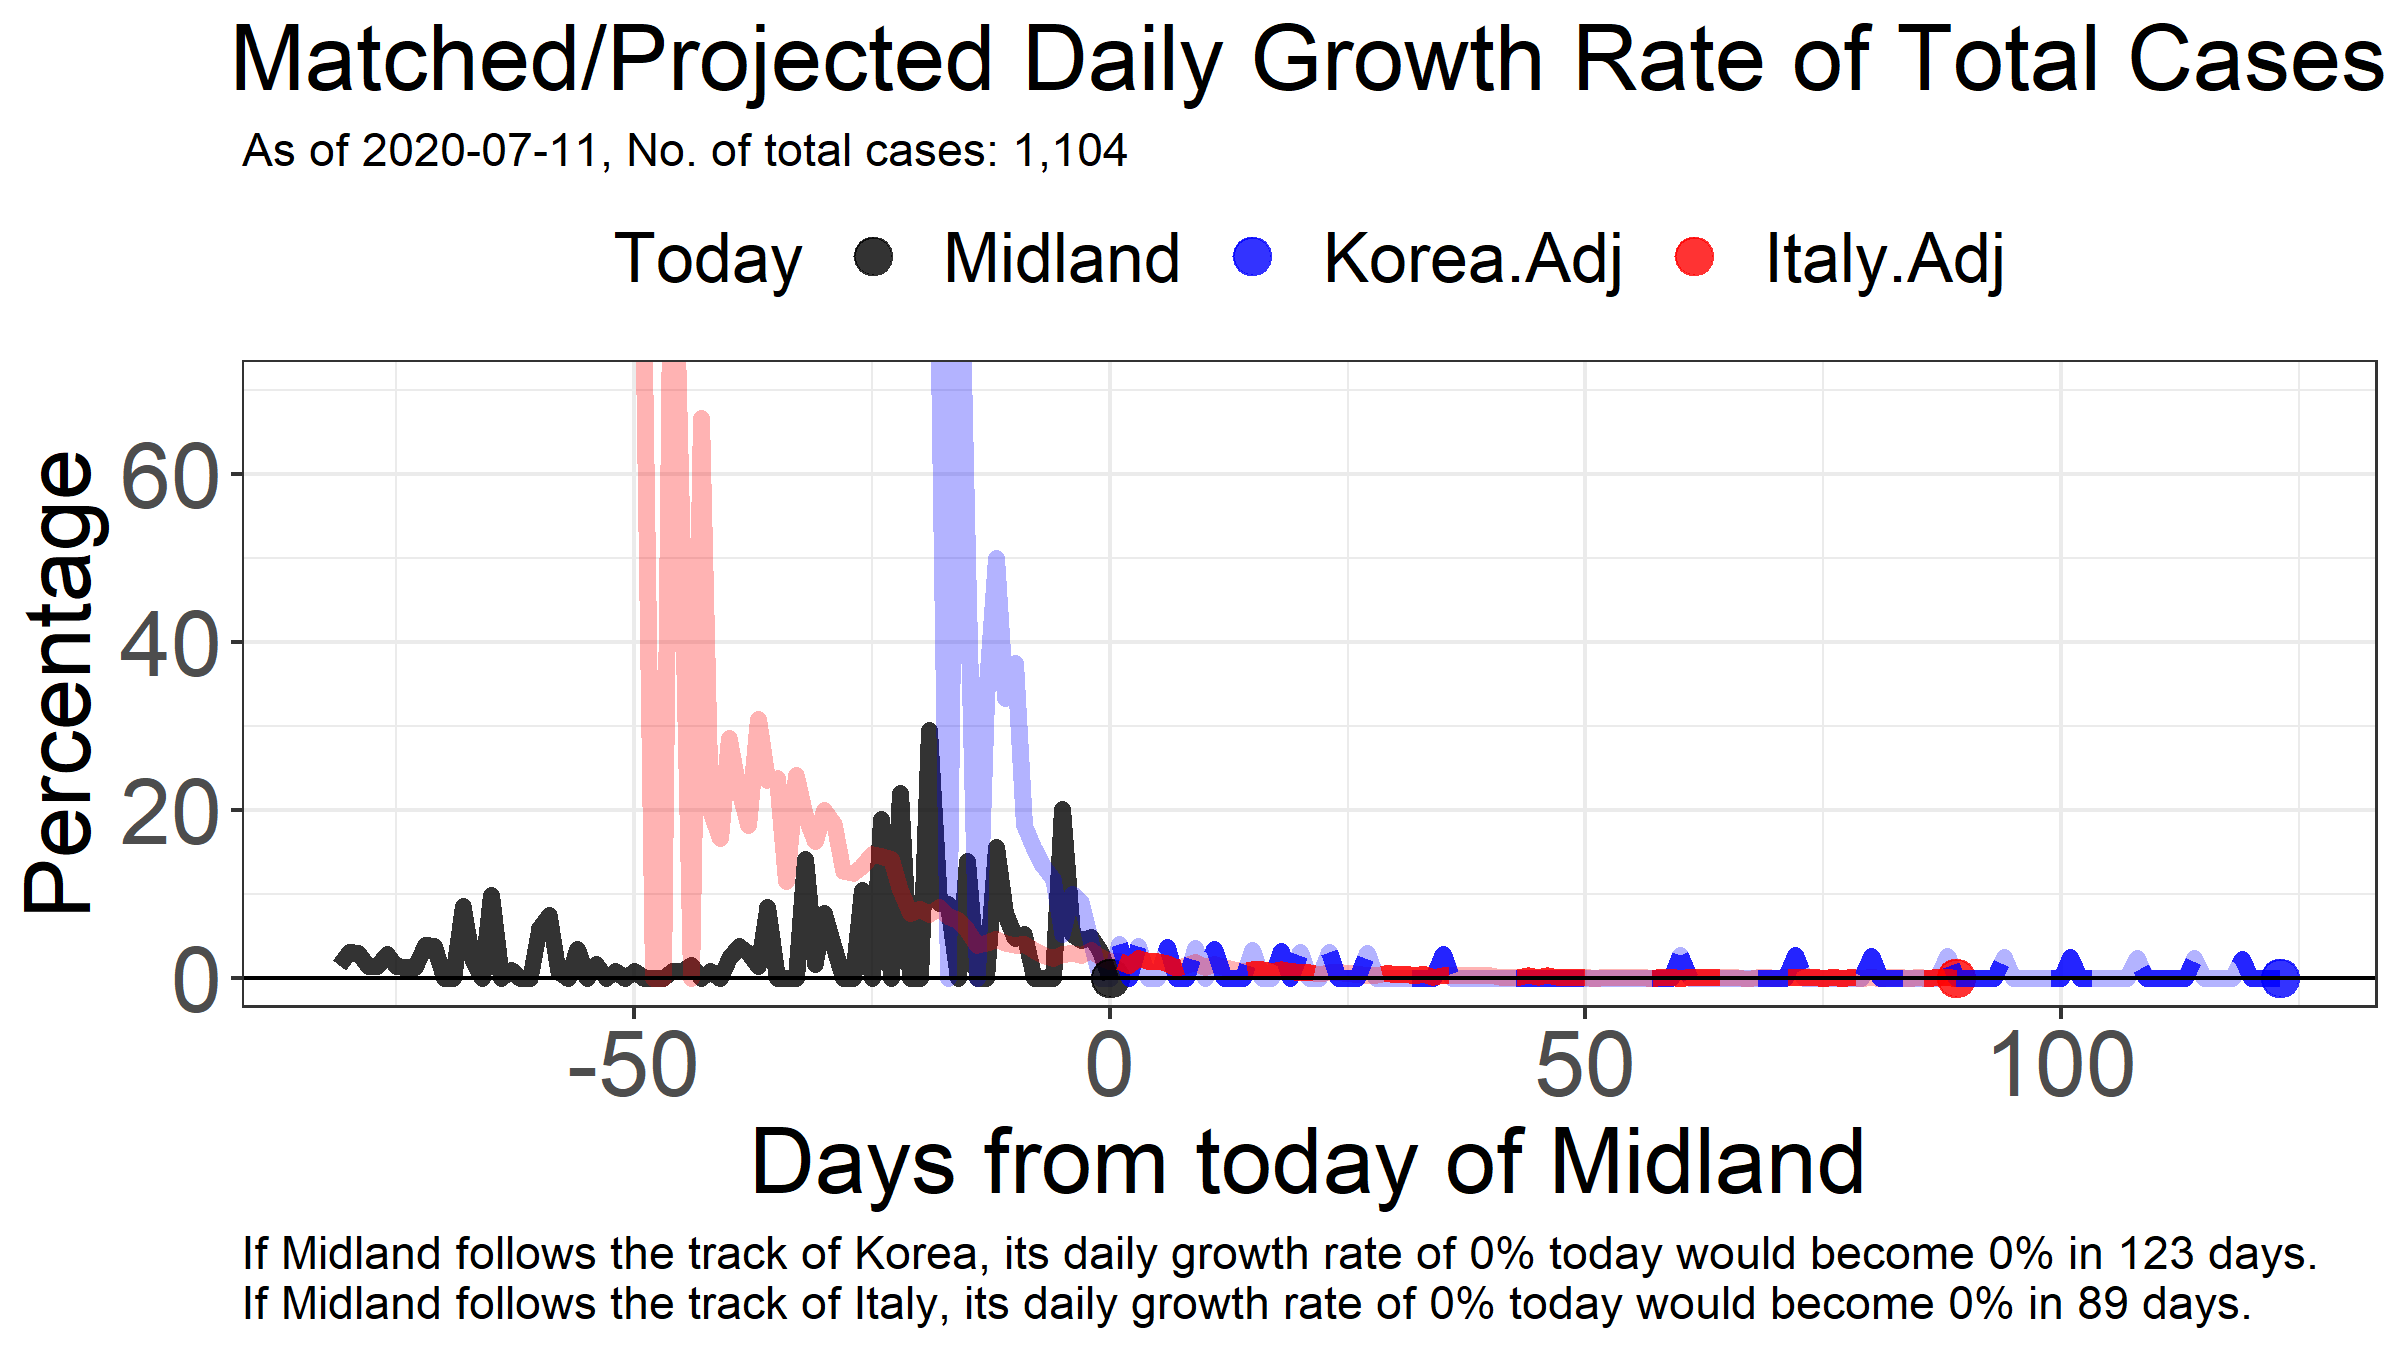 Matched/Projected Daily Growth Rate of Total Cases
As of 2020-07-11, No. of total cases: 1,104
Today Midland Korea.Adj Italy.Adj
Percentage
60
40
20
0
-50 0 50 100
Days from today of Midland
If Midland follows the track of Korea, its daily growth rate of 0% today would become 0% in 123 days.
If Midland follows the track of Italy, its daily growth rate of 0% today would become 0% in 89 days.